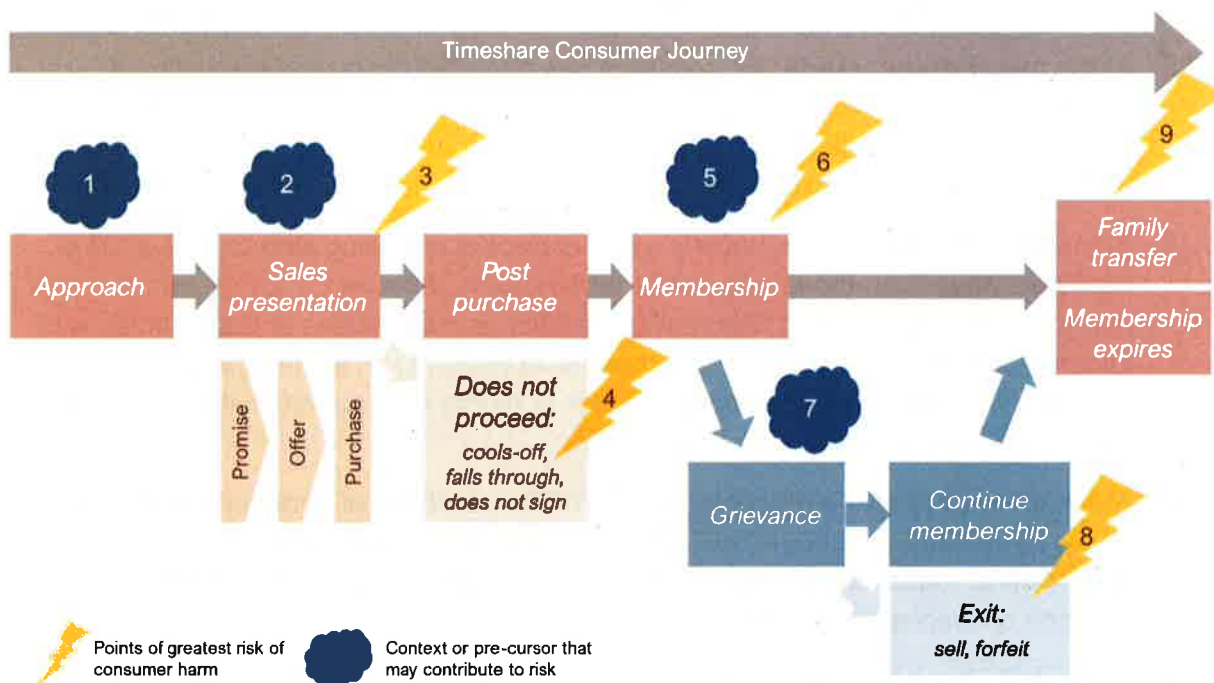 Timeshare Consumer Journey
1
2
3
5
6
9
Approach
Sales
presentation
Post
purchase
Membership
Family
transfer
Membership
expires
Promise
Offer
Purchase
Does not
proceed:
cools-off,
falls through,
does not sign
4
7
Grievance
Continue
membership
8
Exit:
sell, forfeit
Points of greatest risk of
consumer harm
Context or pre-cursor that
may contribute to risk